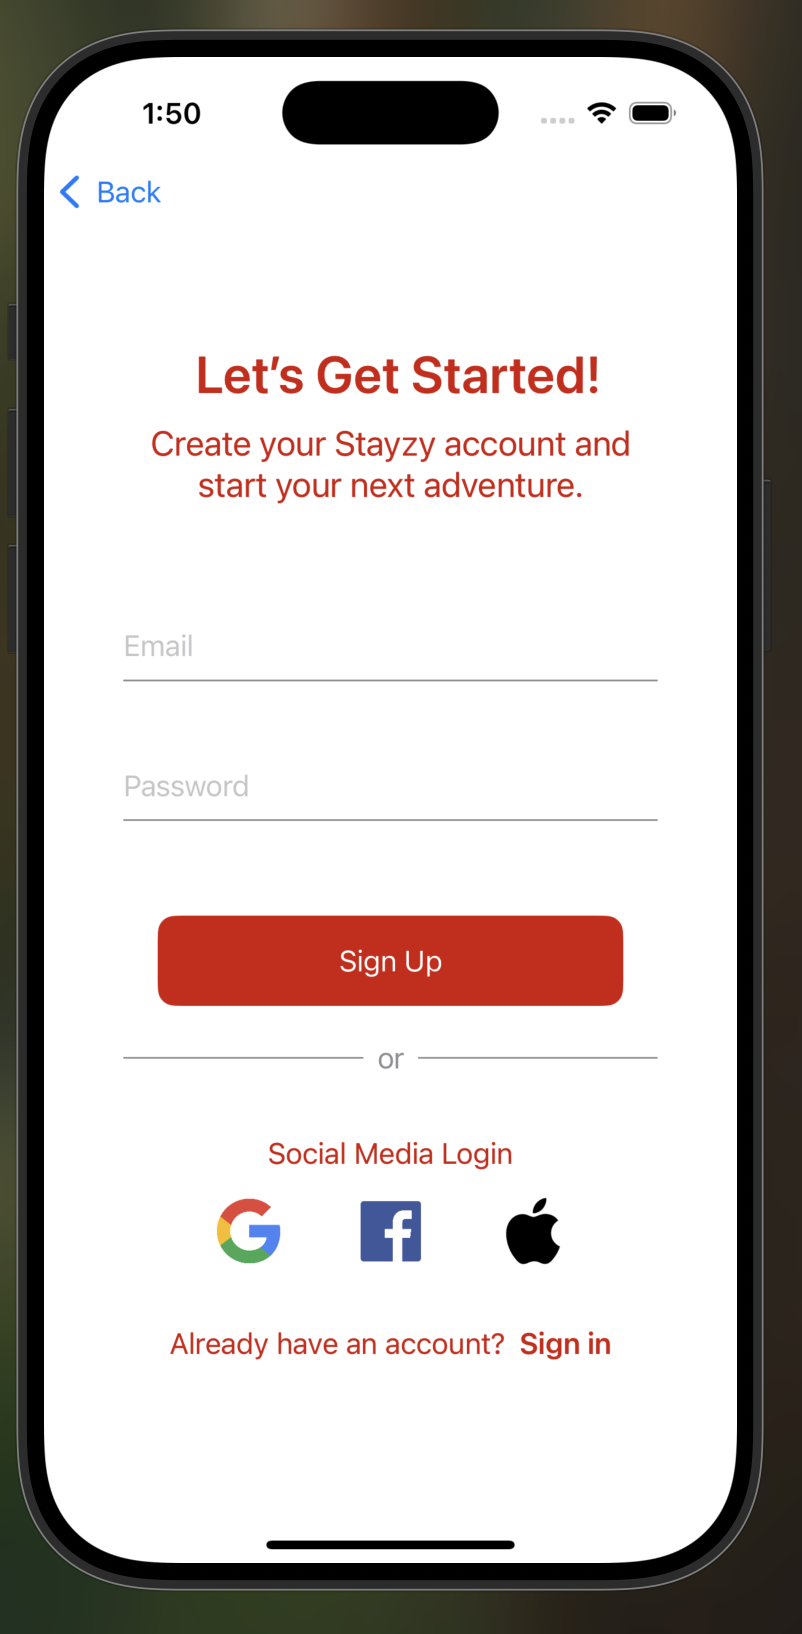 1:50
Back
Let's Get Started!
Create your Stayzy account and
start your next adventure.
Email
Password
Sign Up
or
Social Media Login
Already have an account? Sign in